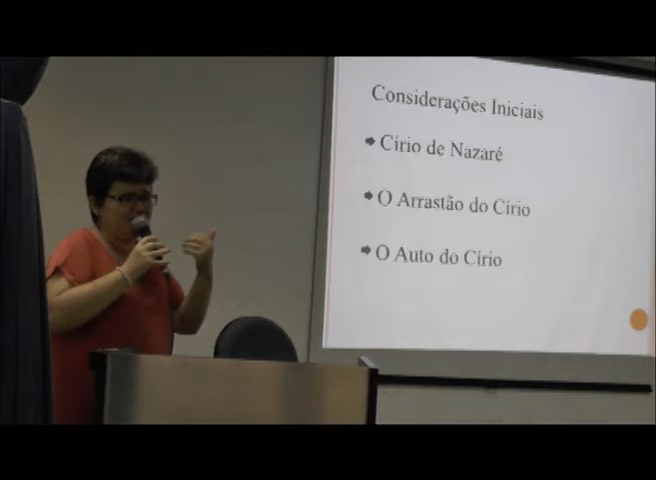 Considerações Iniciais
Círio de Nazaré
O Arrastão do Círio
O Auto do Círio